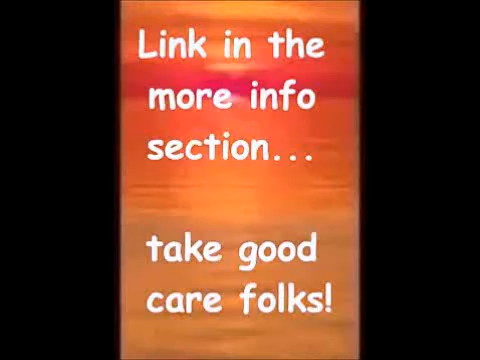 Link in the
more info
section...
take good
care folks!